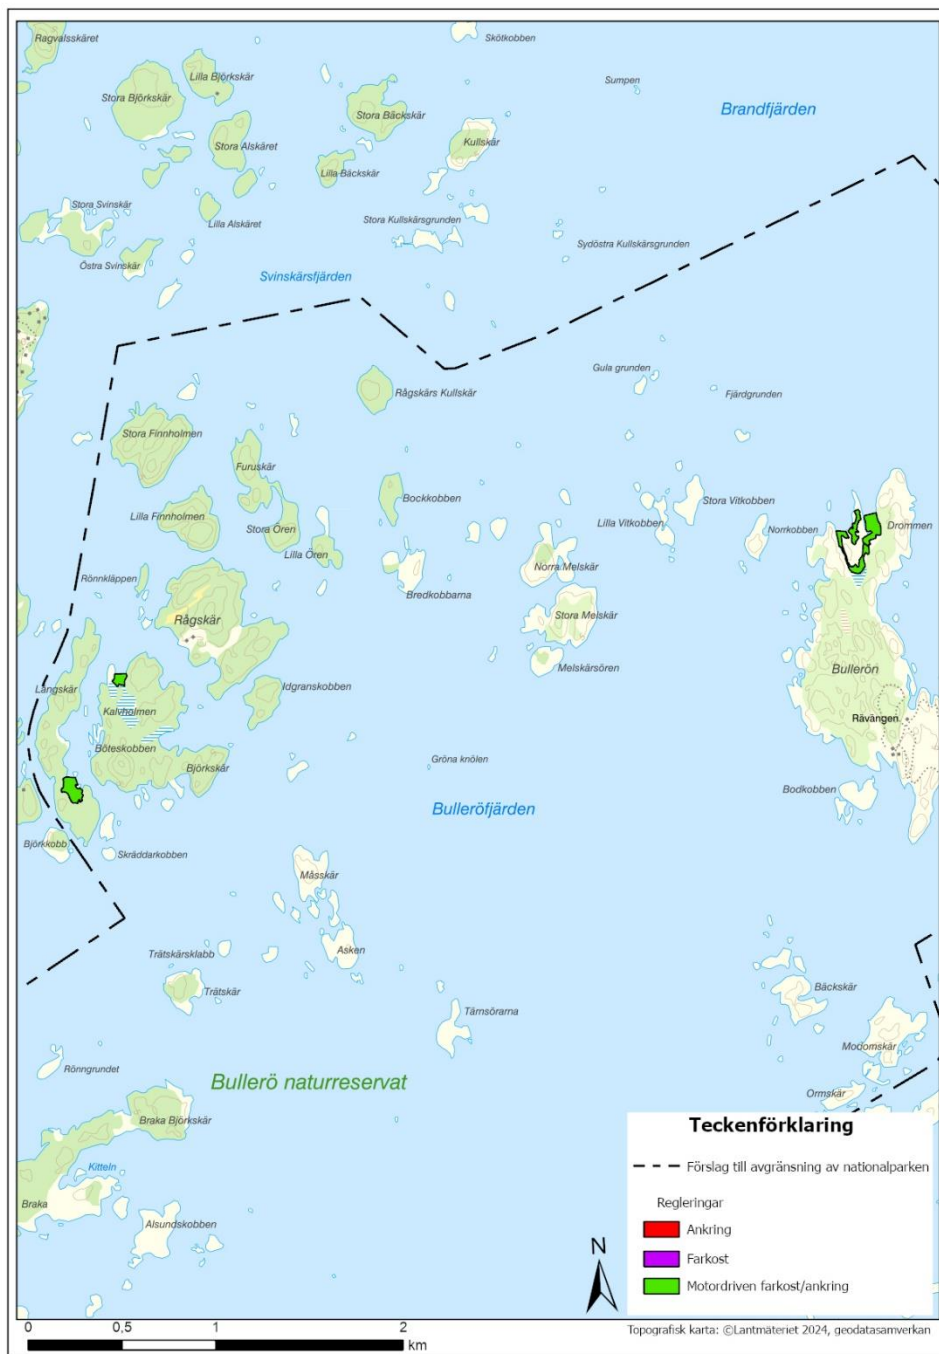 Ragvalsskäret
Skötkobben
Lilla Björkskär
Stora Björkskär
Sumpen
Brandfjärden
Stora Bäckskär
Stora Alskäret
Kullskär
Lilla Bäckskär
Stora Svinskär
Lilla Alskäret
Stora Kullskärsgrunden
Sydöstra Kullskärsgrunden
Östra Svinskär
Svinskärsfjärden
Gula grunden
Rågskärs Kullskär
Fjärdgrunden
Stora Finnholmen
Furuskär
Bockkobben
Stora Vitkobben
Lilla Finnholmen
Stora Ören
Lilla Vitkobben
Norrkobben
Drommen
Lilla Ören
Norra Melskär
Rönnkläppen
Bredkobbarna
Rågskär
Stora Melskär
Melskärsören
Bullerön
Långskär
Idgranskobben
Kalvholmen
Rävängen
Böteskobben
Björkskär
Gröna knölen
Bodkobben
Bulleröfjärden
Björkkobb
Skräddarkobben
Måsskär
Asken
Trätskärsklabb
Trätskär
Bäckskär
Tärnsörarna
Modomskär
Rönngrundet
Bullerö naturreservat
Ormskär
Braka Björkskär
Kitteln
Braka
Alsundskobben
Teckenförklaring
Förslag till avgränsning av nationalparken
Regleringar
Ankring
Farkost
Motordriven farkost/ankring
N
0 0,5 1 2
km
Topografisk karta: ©Lantmäteriet 2024, geodatasamverkan